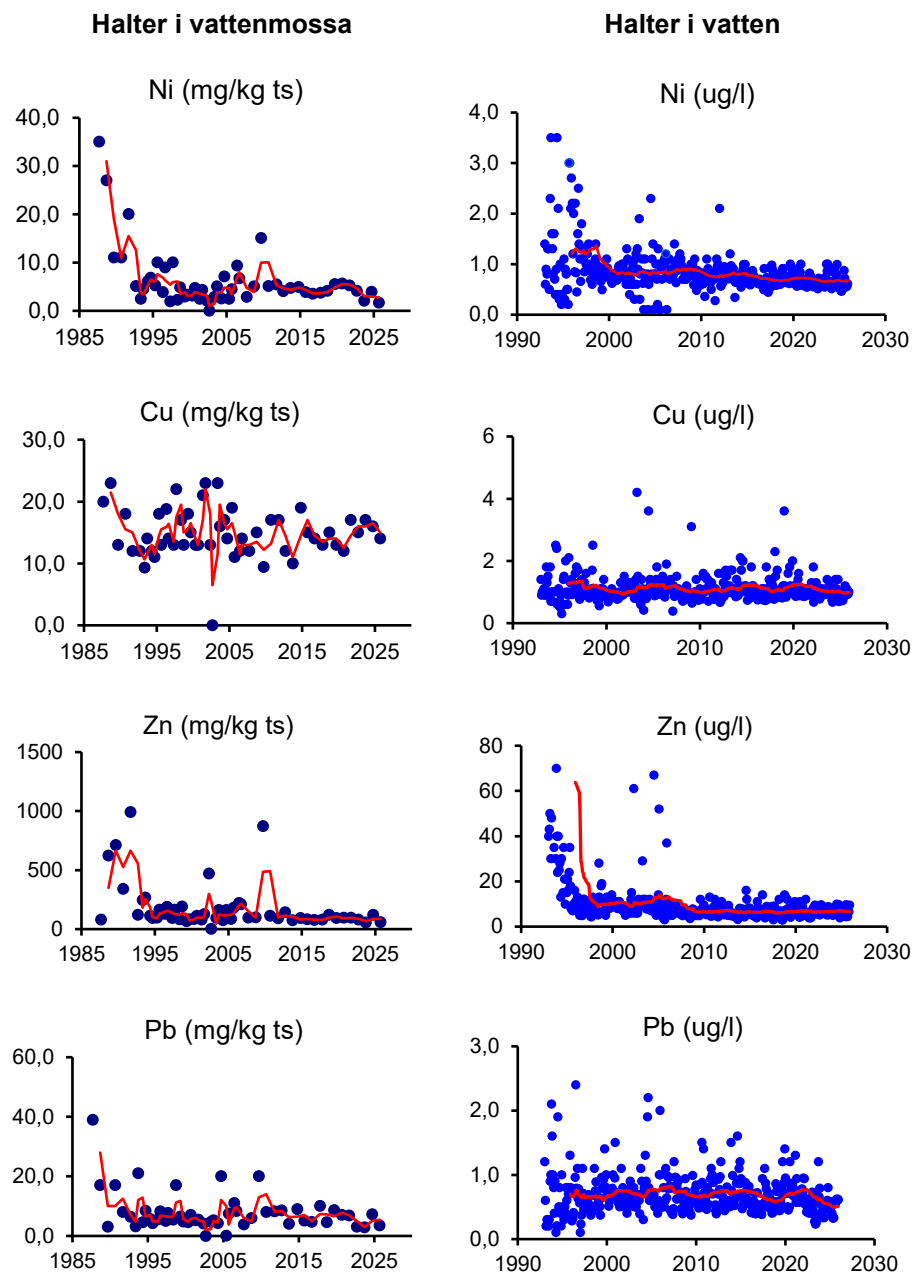 Halter i vattenmossa
Halter i vatten
Ni (mg/kg ts)
40,0
30,0
20,0
10,0
0,0
1985 1995 2005 2015 2025
Ni (ug/l)
4,0
3,0
2,0
1,0
0,0
1990 2000 2010 2020 2030
Cu (mg/kg ts)
30,0
20,0
10,0
0,0
1985 1995 2005 2015 2025
Cu (ug/l)
6
4
2
0
1990 2000 2010 2020 2030
Zn (mg/kg ts)
1500
1000
500
0
1985 1995 2005 2015 2025
Zn (ug/l)
80
60
40
20
0
1990 2000 2010 2020 2030
Pb (mg/kg ts)
60,0
40,0
20,0
0,0
1985 1995 2005 2015 2025
Pb (ug/l)
3,0
2,0
1,0
0,0
1990 2000 2010 2020 2030